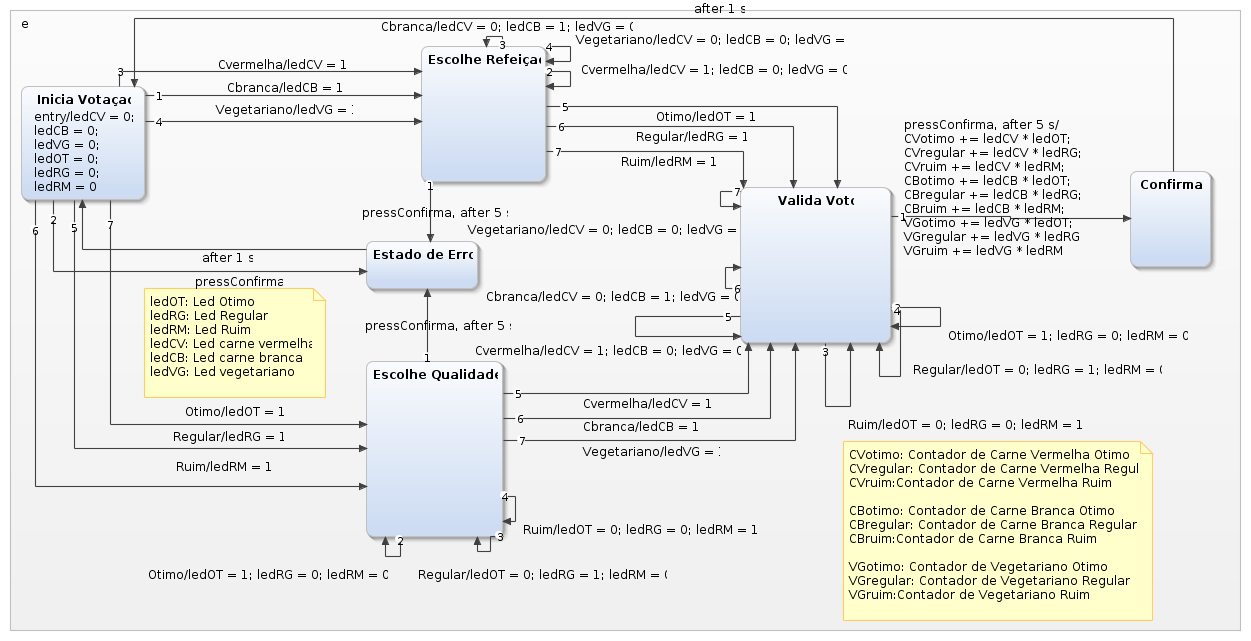 after 1 s
e
Cbranca/ledCV = 0; ledCB = 1; ledVG = 0
3
4
Vegetariano/ledCV = 0; ledCB = 0; ledVG =
Escolhe Refeiçao
2
Cvermelha/ledCV = 1; ledCB = 0; ledVG = 0
3
Cvermelha/ledCV = 1
1
Cbranca/ledCB = 1
4
Vegetariano/ledVG = 1
Inicia Votaçao
entry/ledCV = 0;
ledCB = 0;
ledVG = 0;
ledOT = 0;
ledRG = 0;
ledRM = 0
5
Otimo/ledOT = 1
6
Regular/ledRG = 1
7
Ruim/ledRM = 1
pressConfirma, after 5 s/
CVotimo += ledCV * ledOT;
CVregular += ledCV * ledRG;
CVruim += ledCV * ledRM;
CBotimo += ledCB * ledOT;
CBregular += ledCB * ledRG;
CBruim += ledCB * ledRM;
VGotimo += ledVG * ledOT;
VGregular += ledVG * ledRG
VGruim += ledVG * ledRM
1
Confirma
Valida Voto
7
Vegetariano/ledCV = 0; ledCB = 0; ledVG =
6
Cbranca/ledCV = 0; ledCB = 1; ledVG = 0
5
Cvermelha/ledCV = 1; ledCB = 0; ledVG = 0
2
4
Otimo/ledOT = 1; ledRG = 0; ledRM = 0
Regular/ledOT = 0; ledRG = 1; ledRM = 0
3
Ruim/ledOT = 0; ledRG = 0; ledRM = 1
1
pressConfirma, after 5 s
Estado de Erro
6
2
5
7
after 1 s
pressConfirma
ledOT: Led Otimo
ledRG: Led Regular
ledRM: Led Ruim
ledCV: Led carne vermelha
ledCB: Led carne branca
ledVG: Led vegetariano
pressConfirma, after 5 s
1
Escolhe Qualidade
Otimo/ledOT = 1
Regular/ledRG = 1
Ruim/ledRM = 1
5
Cvermelha/ledCV = 1
6
Cbranca/ledCB = 1
7
Vegetariano/ledVG = 1
4
Ruim/ledOT = 0; ledRG = 0; ledRM = 1
2
3
Otimo/ledOT = 1; ledRG = 0; ledRM = 0
Regular/ledOT = 0; ledRG = 1; ledRM = 0
CVotimo: Contador de Carne Vermelha Otimo
CVregular: Contador de Carne Vermelha Regul
CVruim:Contador de Carne Vermelha Ruim
CBotimo: Contador de Carne Branca Otimo
CBregular: Contador de Carne Branca Regular
CBruim:Contador de Carne Branca Ruim
VGotimo: Contador de Vegetariano Otimo
VGregular: Contador de Vegetariano Regular
VGruim:Contador de Vegetariano Ruim